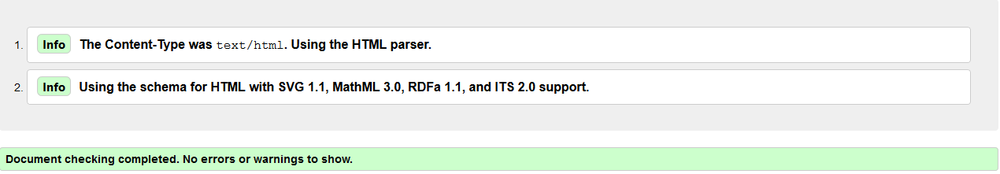 1. Info The Content-Type was text/html. Using the HTML parser.
2. Info Using the schema for HTML with SVG 1.1, MathML 3.0, RDFa 1.1, and ITS 2.0 support.
Document checking completed. No errors or warnings to show.